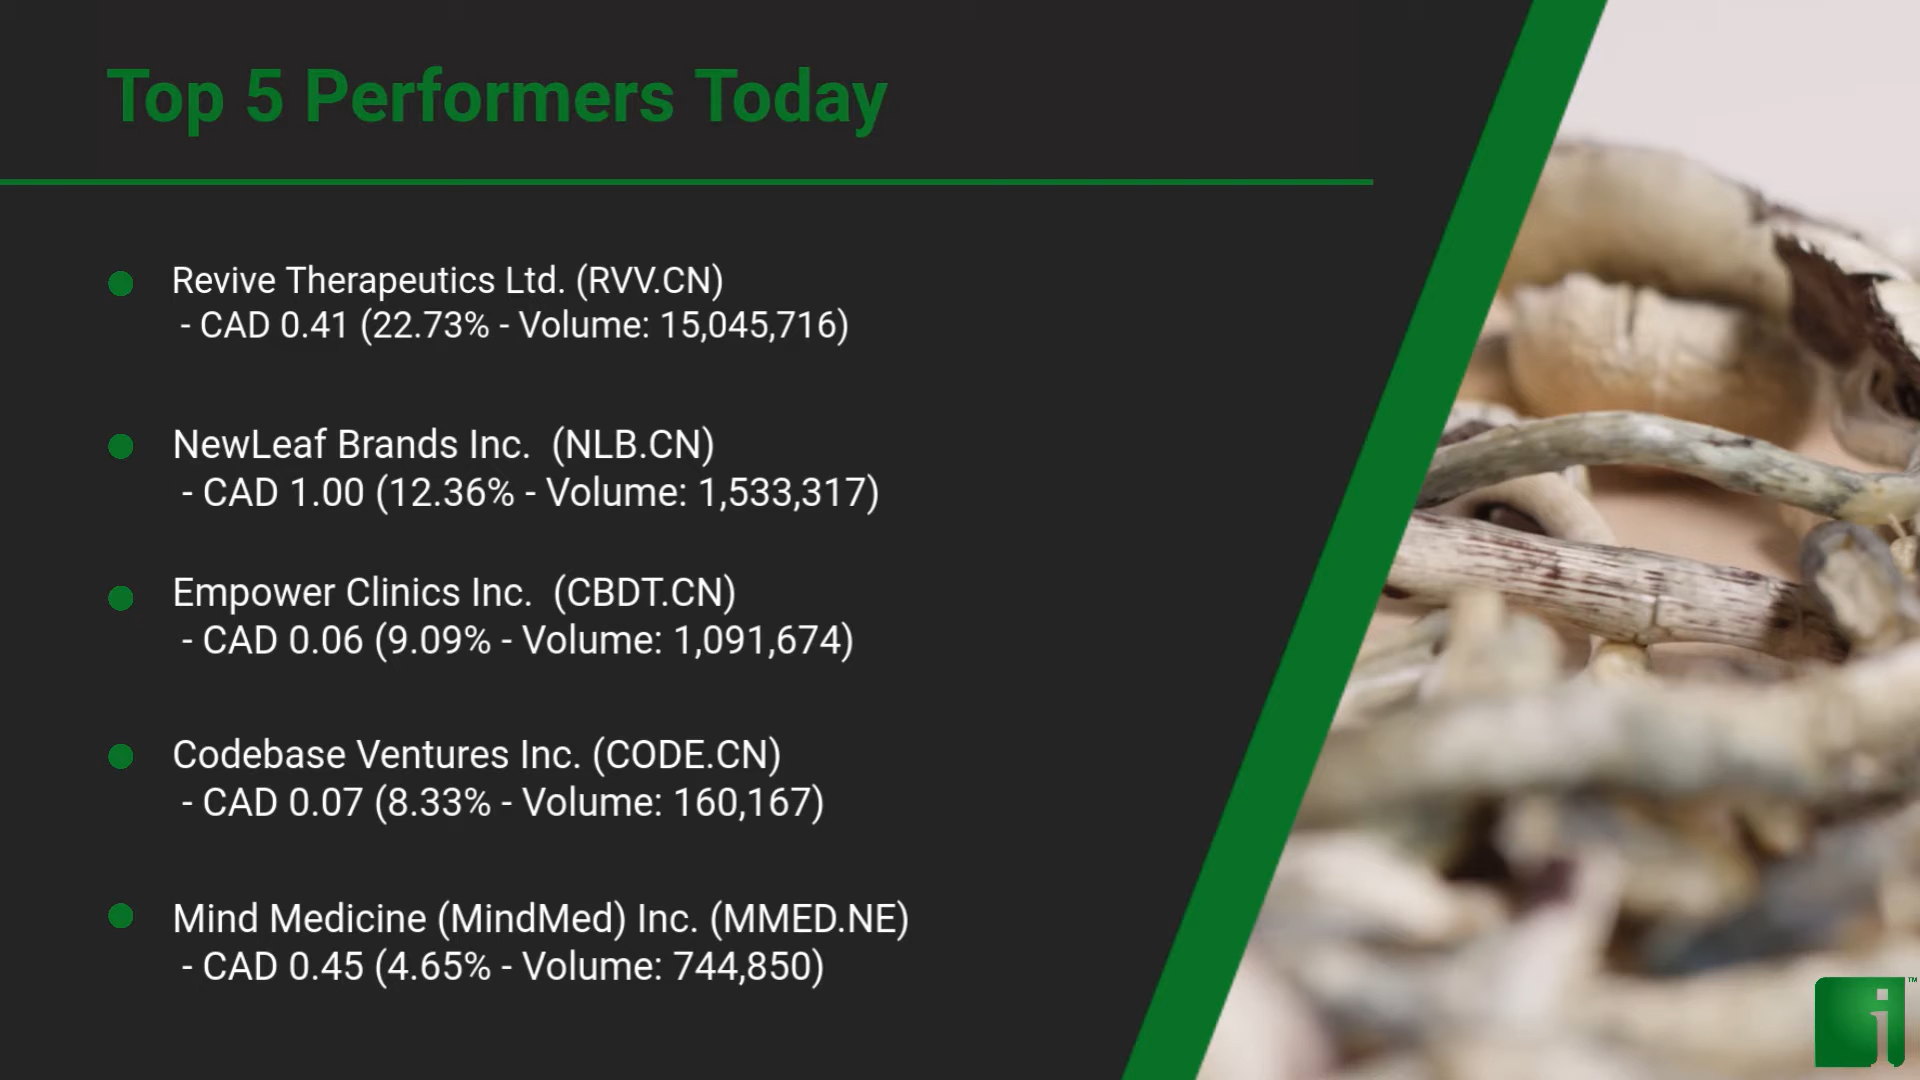 Top 5 Performers Today
Revive Therapeutics Ltd. (RVV.CN)
- CAD 0.41 (22.73% - Volume: 15,045,716)
NewLeaf Brands Inc.  (NLB.CN)
- CAD 1.00 (12.36% - Volume: 1,533,317)
Empower Clinics Inc.  (CBDT.CN)
- CAD 0.06 (9.09% - Volume: 1,091,674)
Codebase Ventures Inc. (CODE.CN)
- CAD 0.07 (8.33% - Volume: 160,167)
Mind Medicine (MindMed) Inc. (MMED.NE)
- CAD 0.45 (4.65% - Volume: 744,850)
i™